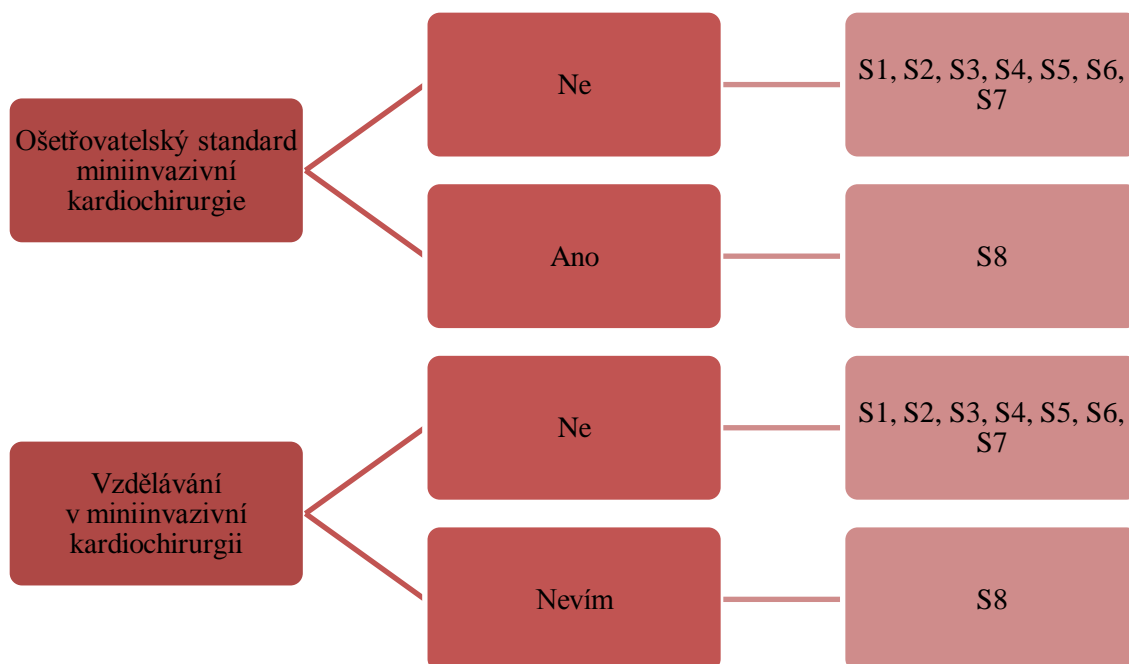 Ošetřovatelský standard
miniinvazivní
kardiochirurgie
Ne
S1, S2, S3, S4, S5, S6,
S7
Ano
S8
Vzdělávání
v miniinvazivní
kardiochirurgii
Ne
S1, S2, S3, S4, S5, S6,
S7
Nevím
S8